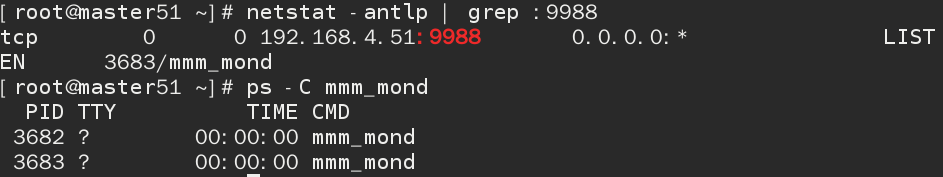 [root@master51 ~]# netstat -antlp | grep :9988
tcp        0      0 192.168.4.51:9988       0.0.0.0:*               LIST
EN      3683/mmm_mond
[root@master51 ~]# ps -C mmm_mond
  PID TTY          TIME CMD
 3682 ?        00:00:00 mmm_mond
 3683 ?        00:00:00 mmm_mond